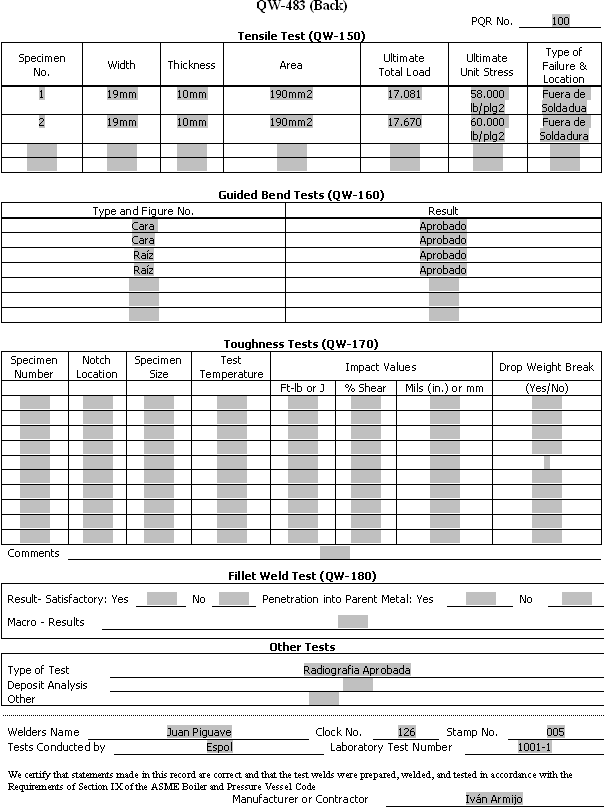 QW-483 (Back)
PQR No. 100
Tensile Test (QW-150)
Specimen No. Width Thickness Area Ultimate Total Load Ultimate Unit Stress Type of Failure & Location
1 19mm 10mm 190mm2 17.081 58.000 lb/plg2 Fuera de Soldadua
2 19mm 10mm 190mm2 17.670 60.000 lb/plg2 Fuera de Soldadura
Guided Bend Tests (QW-160)
Type and Figure No. Result
Cara Aprobado
Cara Aprobado
Raíz Aprobado
Raíz Aprobado
Toughness Tests (QW-170)
Specimen Number Notch Location Specimen Size Test Temperature Impact Values Drop Weight Break
Ft-lb or J % Shear Mils (in.) or mm (Yes/No)
Comments
Fillet Weld Test (QW-180)
Result- Satisfactory: Yes No Penetration into Parent Metal: Yes No
Macro - Results
Other Tests
Type of Test Radiografia Aprobada
Deposit Analysis
Other
Welders Name Juan Piguave Clock No. 126 Stamp No. 005
Tests Conducted by Espol Laboratory Test Number 1001-1
We certify that statements made in this record are correct and that the test welds were prepared, welded, and tested in accordance with the
Requirements of Section IX of the ASME Boiler and Pressure Vessel Code
Manufacturer or Contractor Iván Armijo